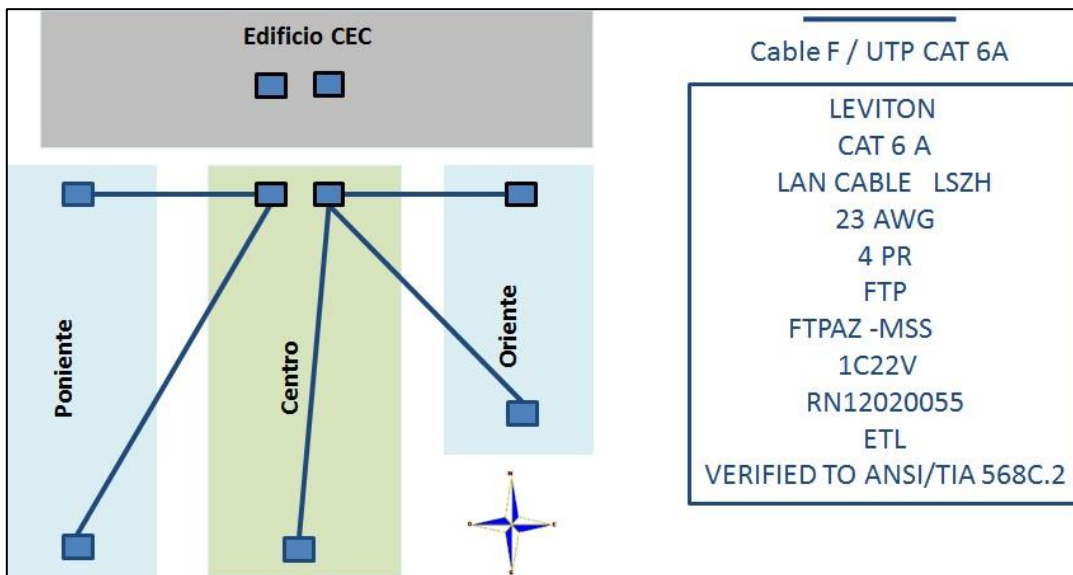 Edificio CEC
Poniente
Centro
Oriente
N
O
E
S
Cable F / UTP CAT 6A
LEVITON
CAT 6 A
LAN CABLE LSZH
23 AWG
4 PR
FTP
FTPAZ -MSS
1C22V
RN12020055
ETL
VERIFIED TO ANSI/TIA 568C.2